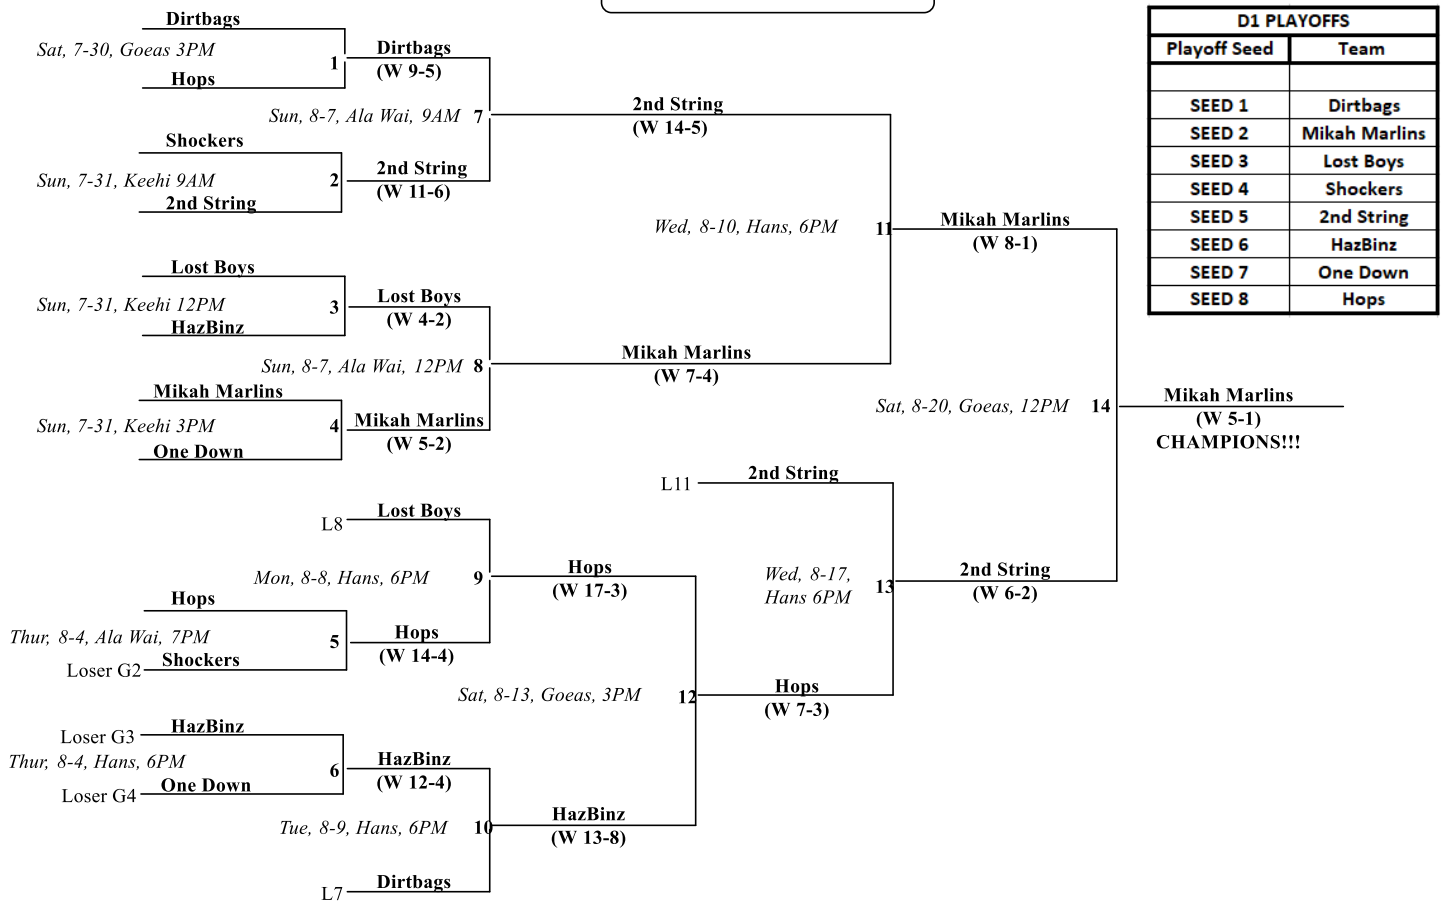 Dirtbags
Sat, 7-30, Goeas 3PM
1
Hops
Dirtbags
(W 9-5)
Sun, 8-7, Ala Wai, 9AM 7
Shockers
Sun, 7-31, Keehi 9AM
2
2nd String
2nd String
(W 11-6)
2nd String
(W 14-5)
Lost Boys
Sun, 7-31, Keehi 12PM
3
HazBinz
Lost Boys
(W 4-2)
Sun, 8-7, Ala Wai, 12PM 8
Mikah Marlins
Sun, 7-31, Keehi 3PM
4
One Down
Mikah Marlins
(W 5-2)
Mikah Marlins
(W 7-4)
Wed, 8-10, Hans, 6PM
11
Mikah Marlins
(W 8-1)
Sat, 8-20, Goeas, 12PM 14
Mikah Marlins
(W 5-1)
CHAMPIONS!!!
L11 2nd String
L8 Lost Boys
Mon, 8-8, Hans, 6PM
9
Hops
(W 17-3)
Hops
Thur, 8-4, Ala Wai, 7PM
5
Loser G2 Shockers
Hops
(W 14-4)
Wed, 8-17,
Hans 6PM
13
2nd String
(W 6-2)
Sat, 8-13, Goeas, 3PM
12
Hops
(W 7-3)
Loser G3 HazBinz
Thur, 8-4, Hans, 6PM
6
Loser G4 One Down
HazBinz
(W 12-4)
Tue, 8-9, Hans, 6PM 10
HazBinz
(W 13-8)
L7 Dirtbags
D1 PLAYOFFS
Playoff Seed Team
SEED 1 Dirtbags
SEED 2 Mikah Marlins
SEED 3 Lost Boys
SEED 4 Shockers
SEED 5 2nd String
SEED 6 HazBinz
SEED 7 One Down
SEED 8 Hops